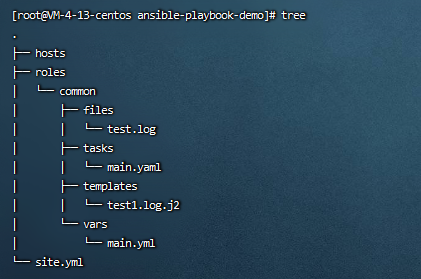 [root@VM-4-13-centos ansible-playbook-demo]# tree
.
├── hosts
├── roles
│   └── common
│       ├── files
│       │   └── test.log
│       ├── tasks
│       │   └── main.yaml
│       ├── templates
│       │   └── test1.log.j2
│       └── vars
│           └── main.yml
└── site.yml